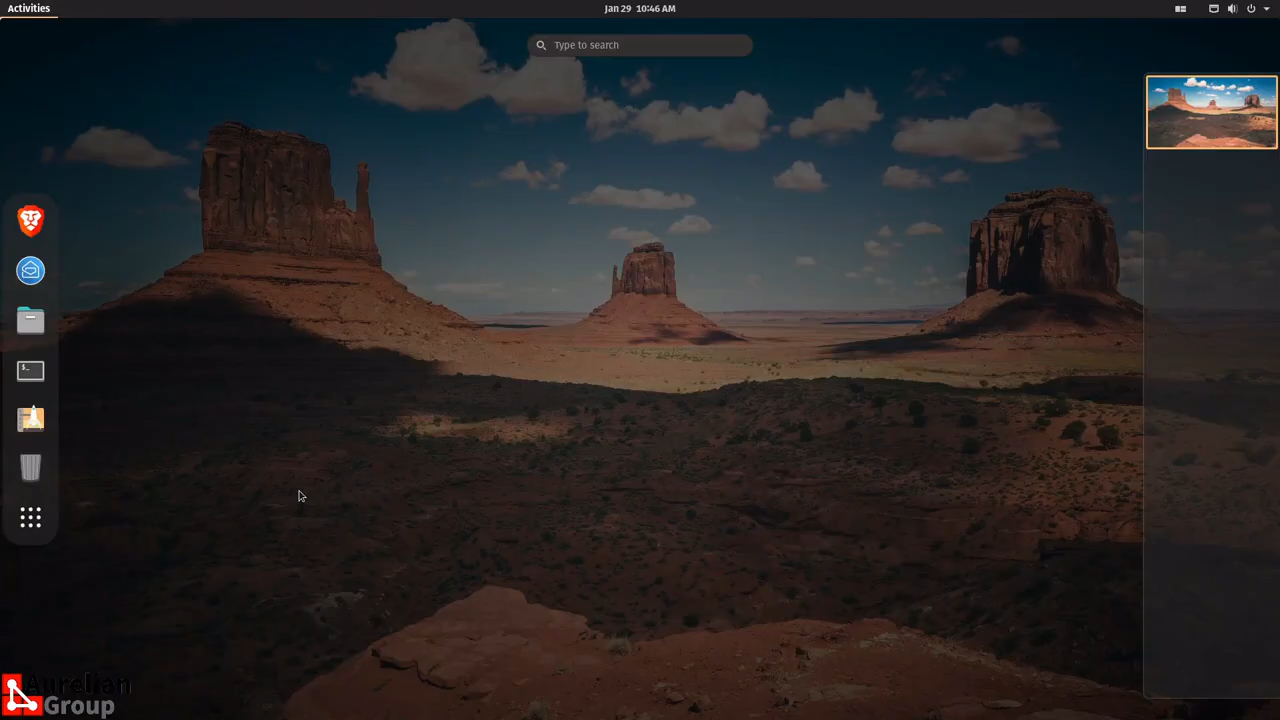 Activities
Jan 29 10:46 AM
Type to search
$-
Aurelian
Group